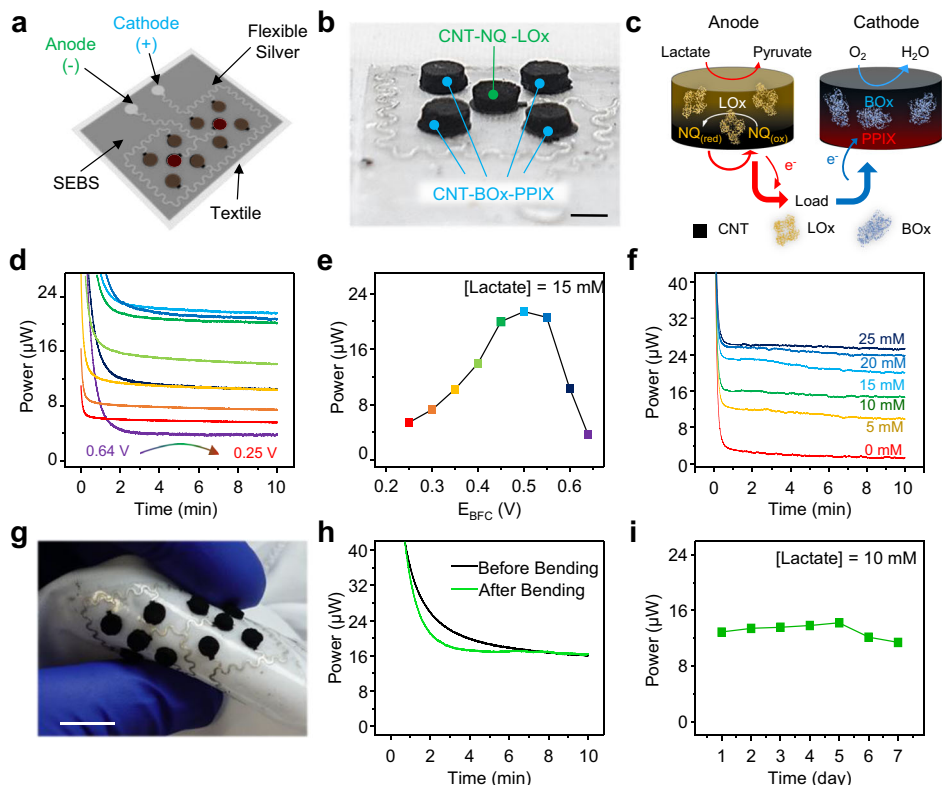 a
Cathode
(+)
Anode
(-)
Flexible
Silver
SEBS
Textile
b
CNT-NQ -LOx
CNT-BOx-PPIX
c
Anode
Cathode
Lactate
Pyruvate
O2
H2O
LOx
BOx
NQ(red)
NQ(ox)
PPIX
e-
e-
Load
CNT
LOx
BOx
d
Power (µW)
24
16
8
0
0.64 V
0.25 V
0 2 4 6 8 10
Time (min)
e
[Lactate] = 15 mM
Power (µW)
24
16
8
0
0.2 0.3 0.4 0.5 0.6
EBFC (V)
f
Power (µW)
40
32
24
16
8
0
25 mM
20 mM
15 mM
10 mM
5 mM
0 mM
0 2 4 6 8 10
Time (min)
g
h
Before Bending
After Bending
Power (µW)
40
32
24
16
8
0
0 2 4 6 8 10
Time (min)
i
[Lactate] = 10 mM
Power (µW)
24
16
8
0
1 2 3 4 5 6 7
Time (day)